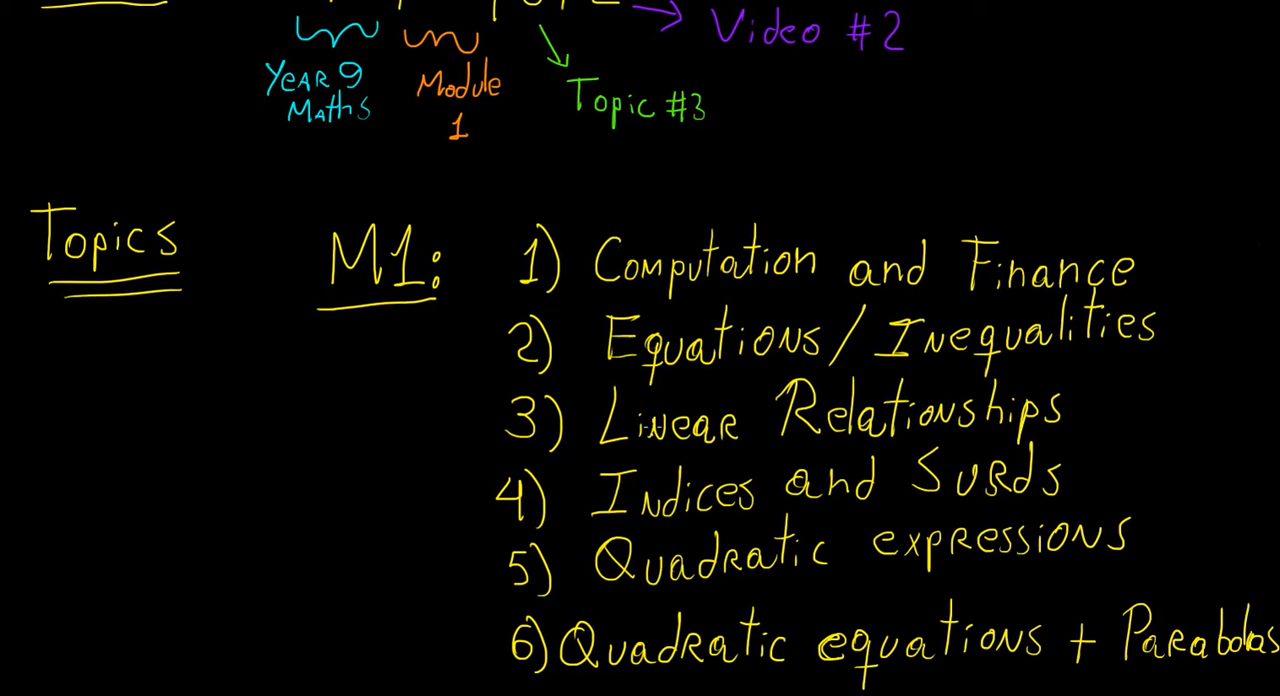 Video #2
YEAR 9 Maths
Module 1
Topic #3
Topics
M1:
1) Computation and Finance
2) Equations / Inequalities
3) Linear Relationships
4) Indices and Surds
5) Quadratic expressions
6) Quadratic equations + Parabolas